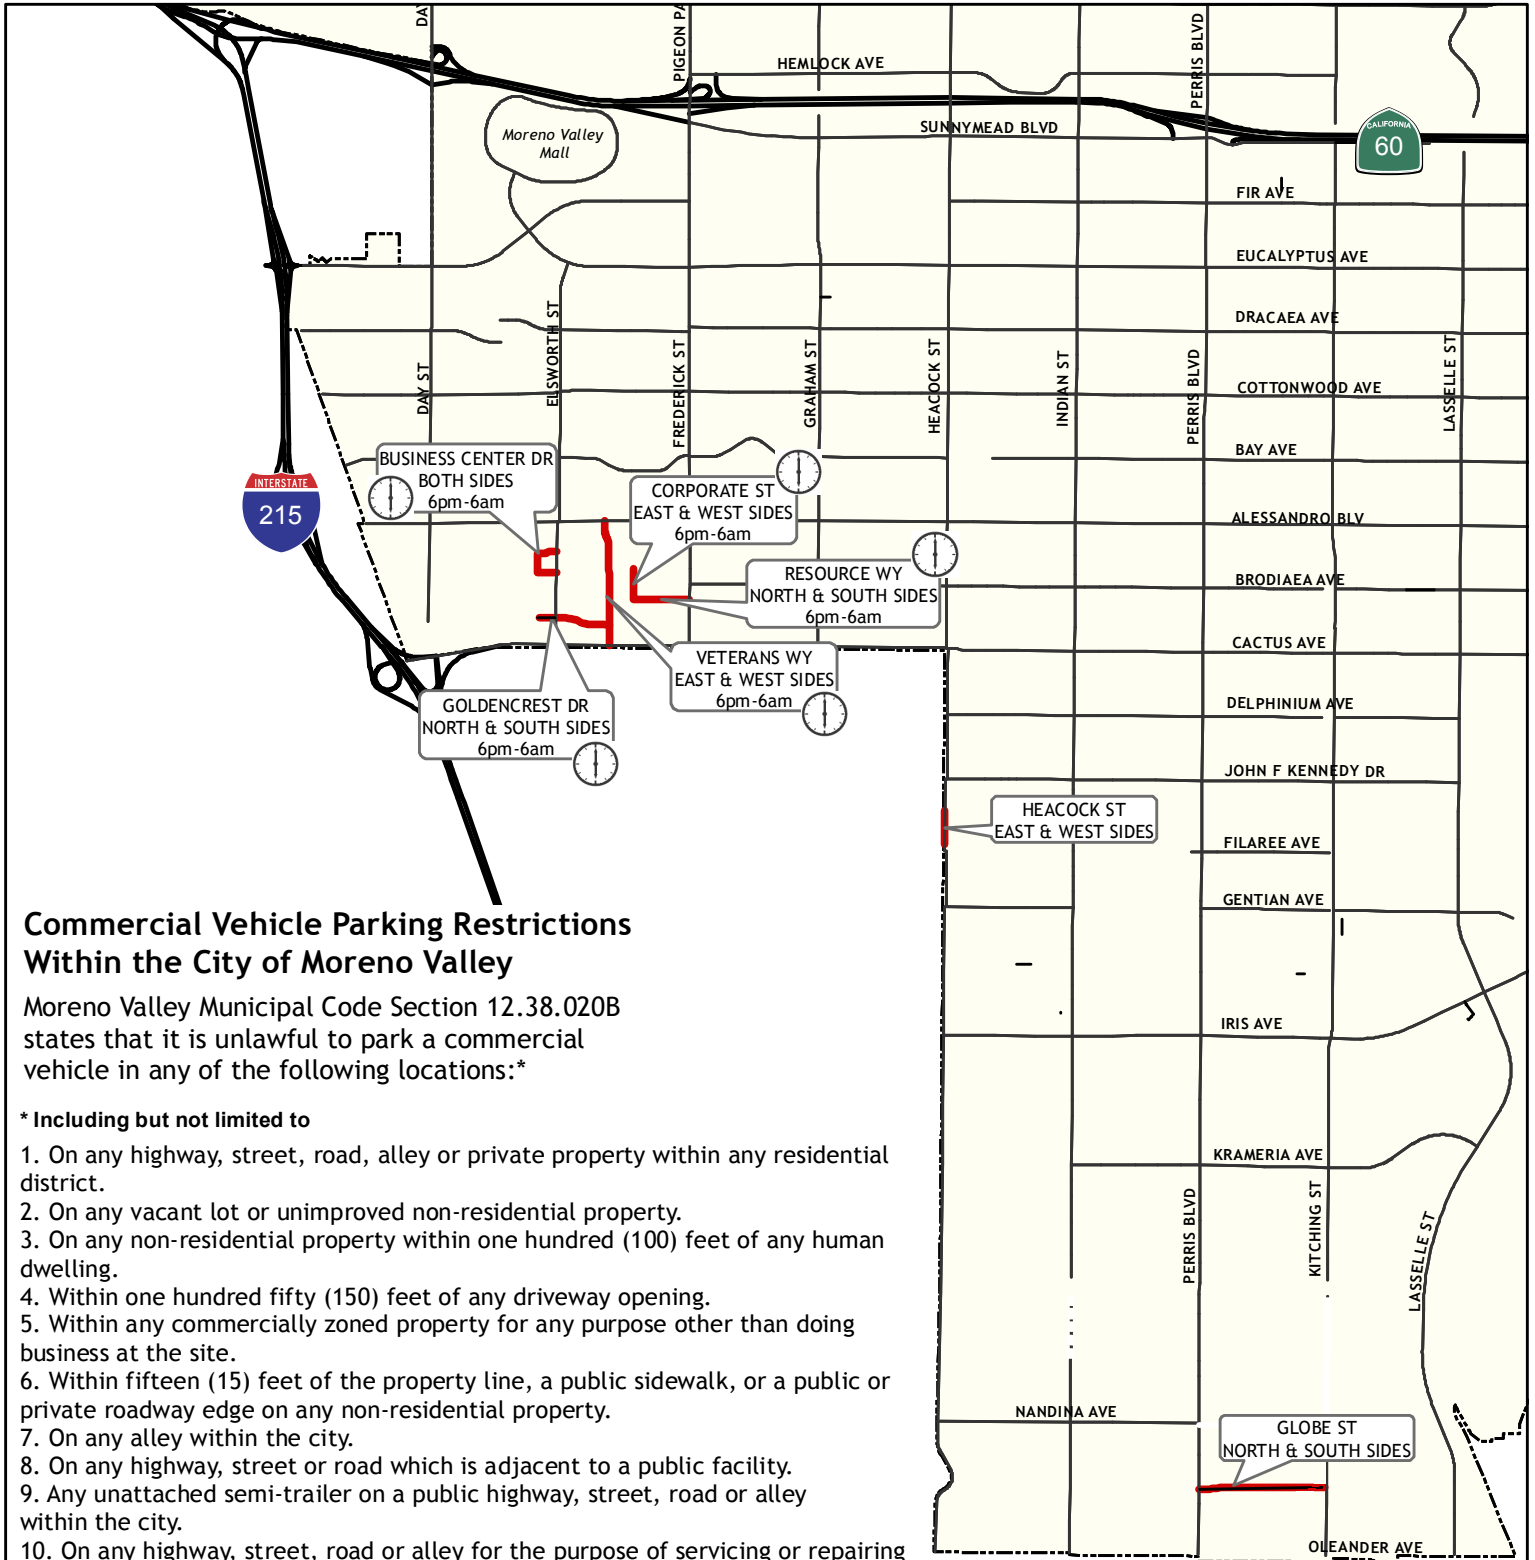 DAY
PIGEON PA
PERRIS BLVD
HEMLOCK AVE
SUNNYMEAD BLVD
CALIFORNIA
60
Moreno Valley
Mall
FIR AVE
EUCALYPTUS AVE
DRACAEA AVE
COTTONWOOD AVE
BAY AVE
ALESSANDRO BLV
BRODIAEA AVE
CACTUS AVE
DELPHINIUM AVE
JOHN F KENNEDY DR
FILAREE AVE
GENTIAN AVE
IRIS AVE
KRAMERIA AVE
NANDINA AVE
OLEANDER AVE
DAY ST
ELSWORTH ST
FREDERICK ST
GRAHAM ST
HEACOCK ST
INDIAN ST
PERRIS BLVD
LASSELLE ST
PERRIS BLVD
KITCHING ST
LASSELLE ST
INTERSTATE
215
BUSINESS CENTER DR
BOTH SIDES
6pm-6am
CORPORATE ST
EAST & WEST SIDES
6pm-6am
RESOURCE WY
NORTH & SOUTH SIDES
6pm-6am
VETERANS WY
EAST & WEST SIDES
6pm-6am
GOLDENCREST DR
NORTH & SOUTH SIDES
6pm-6am
HEACOCK ST
EAST & WEST SIDES
GLOBE ST
NORTH & SOUTH SIDES
Commercial Vehicle Parking Restrictions
Within the City of Moreno Valley
Moreno Valley Municipal Code Section 12.38.020B
states that it is unlawful to park a commercial
vehicle in any of the following locations:*
* Including but not limited to
1. On any highway, street, road, alley or private property within any residential
district.
2. On any vacant lot or unimproved non-residential property.
3. On any non-residential property within one hundred (100) feet of any human
dwelling.
4. Within one hundred fifty (150) feet of any driveway opening.
5. Within any commercially zoned property for any purpose other than doing
business at the site.
6. Within fifteen (15) feet of the property line, a public sidewalk, or a public or
private roadway edge on any non-residential property.
7. On any alley within the city.
8. On any highway, street or road which is adjacent to a public facility.
9. Any unattached semi-trailer on a public highway, street, road or alley
within the city.
10. On any highway, street, road or alley for the purpose of servicing or repairing